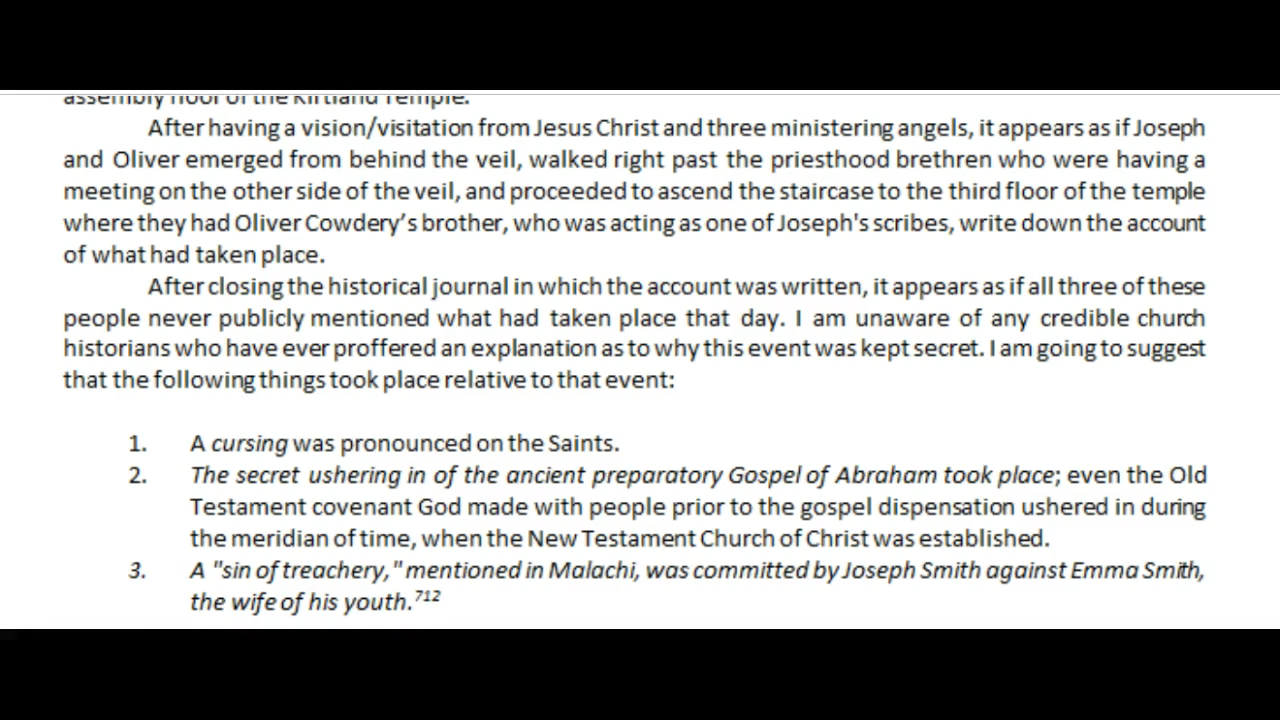 assembly floor of the Kirtland Temple.
After having a vision/visitation from Jesus Christ and three ministering angels, it appears as if Joseph
and Oliver emerged from behind the veil, walked right past the priesthood brethren who were having a
meeting on the other side of the veil, and proceeded to ascend the staircase to the third floor of the temple
where they had Oliver Cowdery’s brother, who was acting as one of Joseph's scribes, write down the account
of what had taken place.
After closing the historical journal in which the account was written, it appears as if all three of these
people never publicly mentioned what had taken place that day. I am unaware of any credible church
historians who have ever proffered an explanation as to why this event was kept secret. I am going to suggest
that the following things took place relative to that event:
1. A cursing was pronounced on the Saints.
2. The secret ushering in of the ancient preparatory Gospel of Abraham took place; even the Old
Testament covenant God made with people prior to the gospel dispensation ushered in during
the meridian of time, when the New Testament Church of Christ was established.
3. A "sin of treachery," mentioned in Malachi, was committed by Joseph Smith against Emma Smith,
the wife of his youth.712